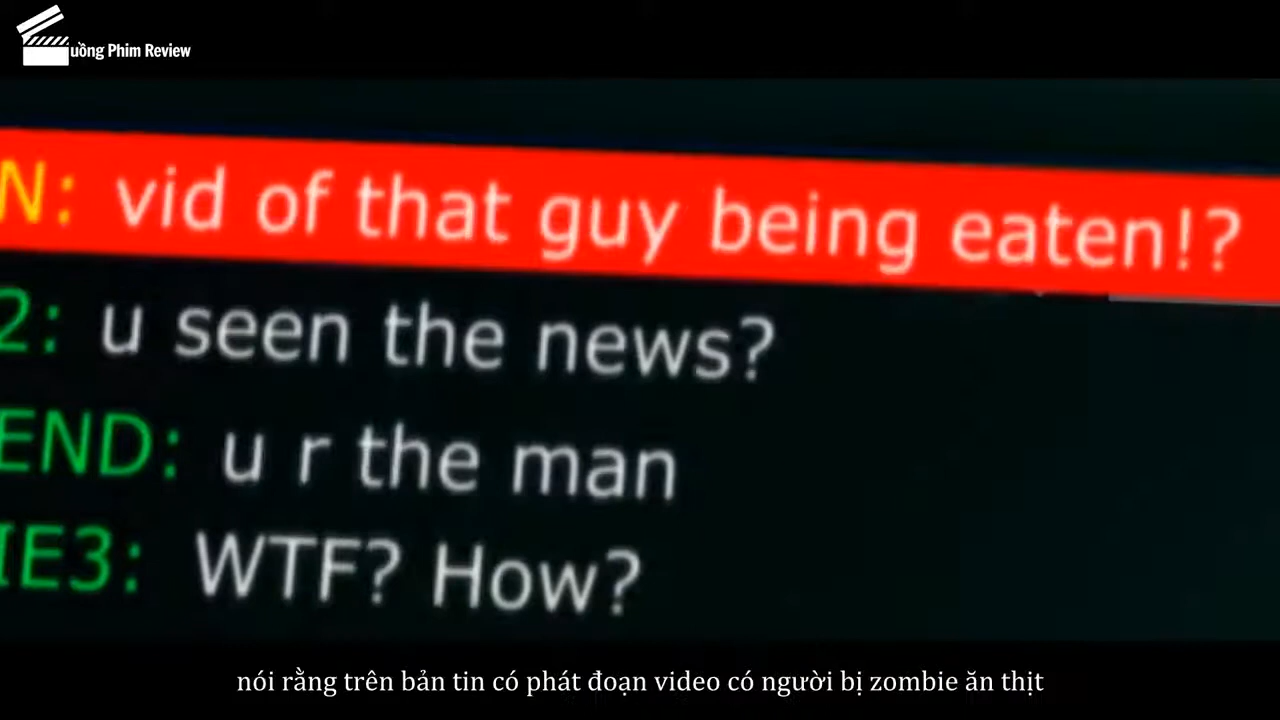 uồng Phim Review
N: vid of that guy being eaten!?
2: u seen the news?
END: u r the man
IE3: WTF? How?
nói rằng trên bản tin có phát đoạn video có người bị zombie ăn thịt